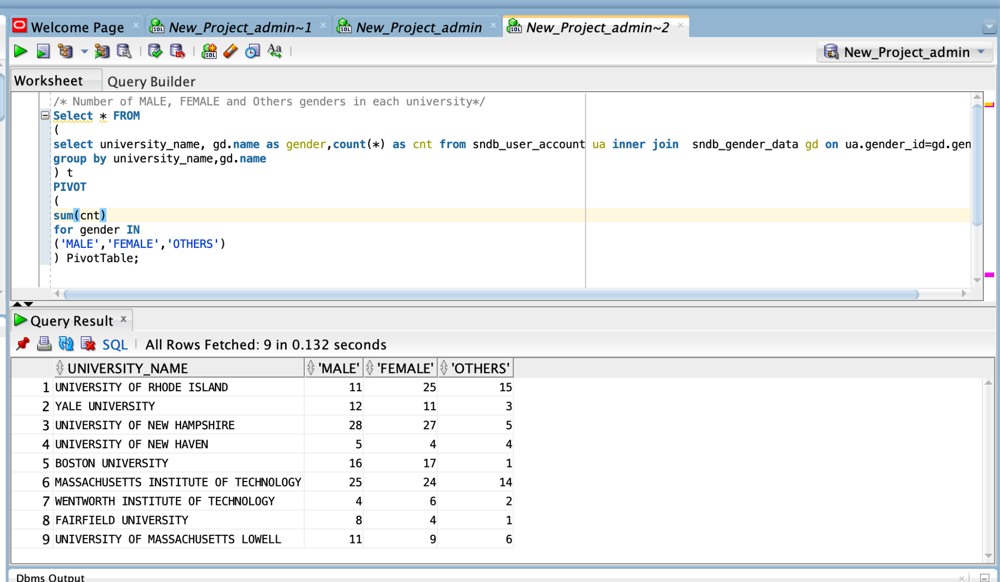 Welcome Page New_Project_admin~1 New_Project_admin New_Project_admin~2
New_Project_admin
Worksheet Query Builder
/* Number of MALE, FEMALE and Others genders in each university*/
Select * FROM
(
select university_name, gd.name as gender,count(*) as cnt from sndb_user_account ua inner join  sndb_gender_data gd on ua.gender_id=gd.gen
group by university_name,gd.name
) t
PIVOT
(
sum(cnt)
for gender IN
('MALE','FEMALE','OTHERS')
) PivotTable;
Query Result
SQL All Rows Fetched: 9 in 0.132 seconds
UNIVERSITY_NAME 'MALE' 'FEMALE' 'OTHERS'
1 UNIVERSITY OF RHODE ISLAND 11 25 15
2 YALE UNIVERSITY 12 11 3
3 UNIVERSITY OF NEW HAMPSHIRE 28 27 5
4 UNIVERSITY OF NEW HAVEN 5 4 4
5 BOSTON UNIVERSITY 16 17 1
6 MASSACHUSETTS INSTITUTE OF TECHNOLOGY 25 24 14
7 WENTWORTH INSTITUTE OF TECHNOLOGY 4 6 2
8 FAIRFIELD UNIVERSITY 8 4 1
9 UNIVERSITY OF MASSACHUSETTS LOWELL 11 9 6
Dbms Output